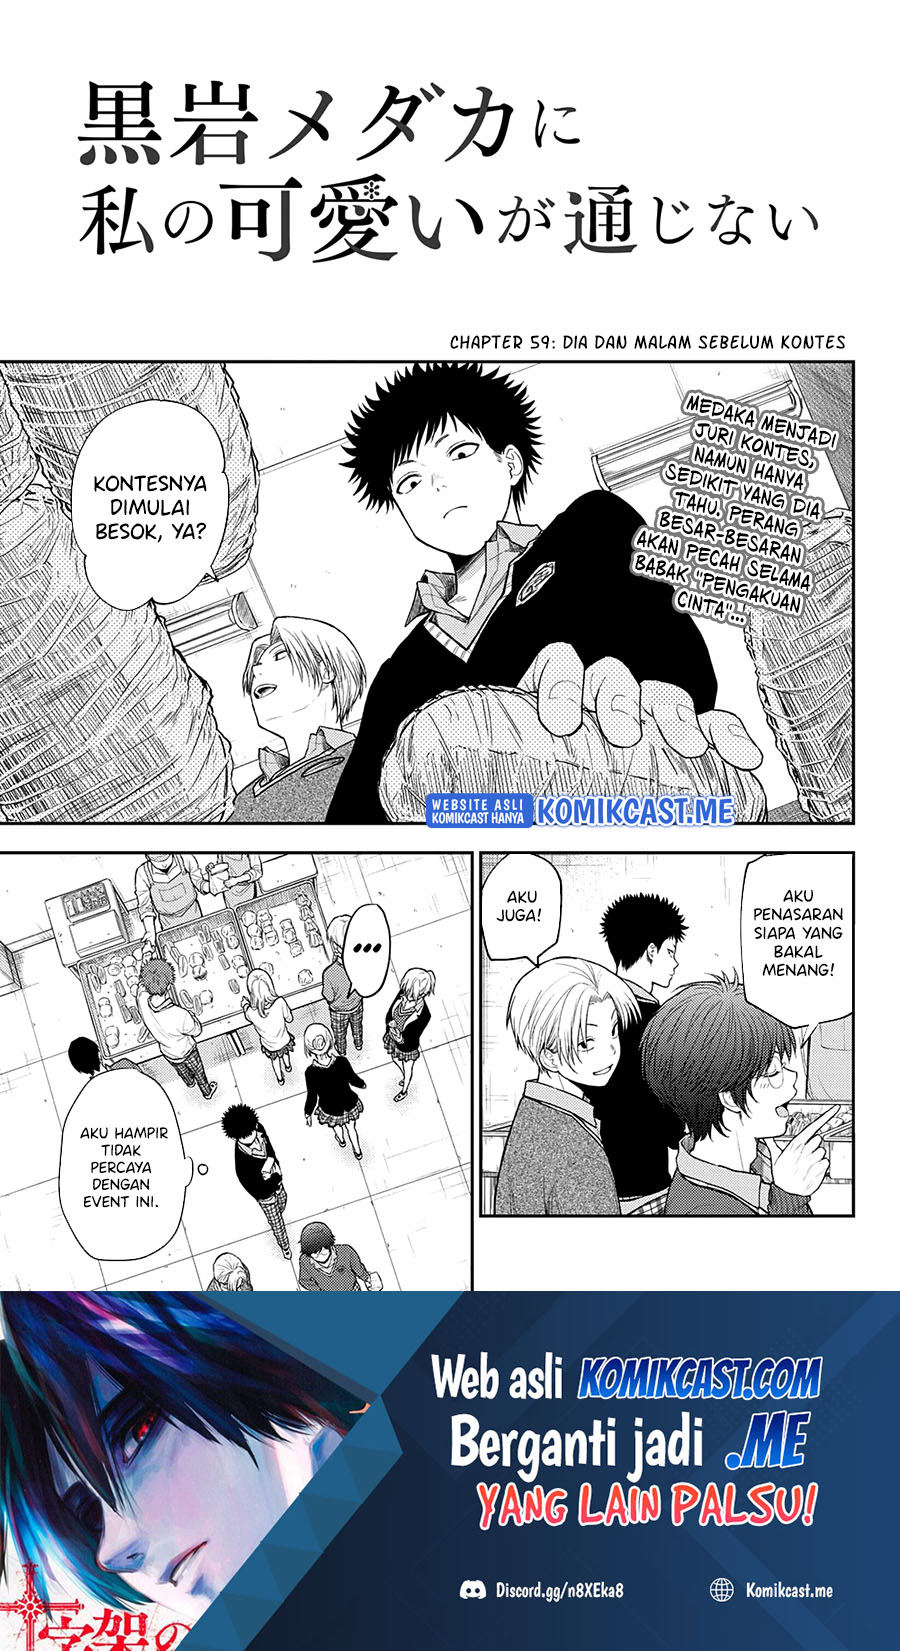 黒岩メダカに
私の可愛いが通じない
CHAPTER 59: DIA DAN MALAM SEBELUM KONTES
MEDAKA MENJADI
JURI KONTES,
NAMUN HANYA
SEDIKIT YANG DIA
TAHU. PERANG
BESAR-BESARAN
AKAN PECAH SELAMA
BABAK "PENGAKUAN
CINTA"...
KONTESNYA
DIMULAI
BESOK, YA?
WEBSITE ASLI
KOMIKCAST HANYA
KOMIKCAST.ME
AKU
PENASARAN
SIAPA YANG
BAKAL
MENANG!
AKU
JUGA!
...
AKU HAMPIR
TIDAK
PERCAYA
DENGAN
EVENT INI.
Web asli KOMIKCAST.COM
Berganti jadi .ME
YANG LAIN PALSU!
Discord.gg/n8XEka8
Komikcast.me
十字架の